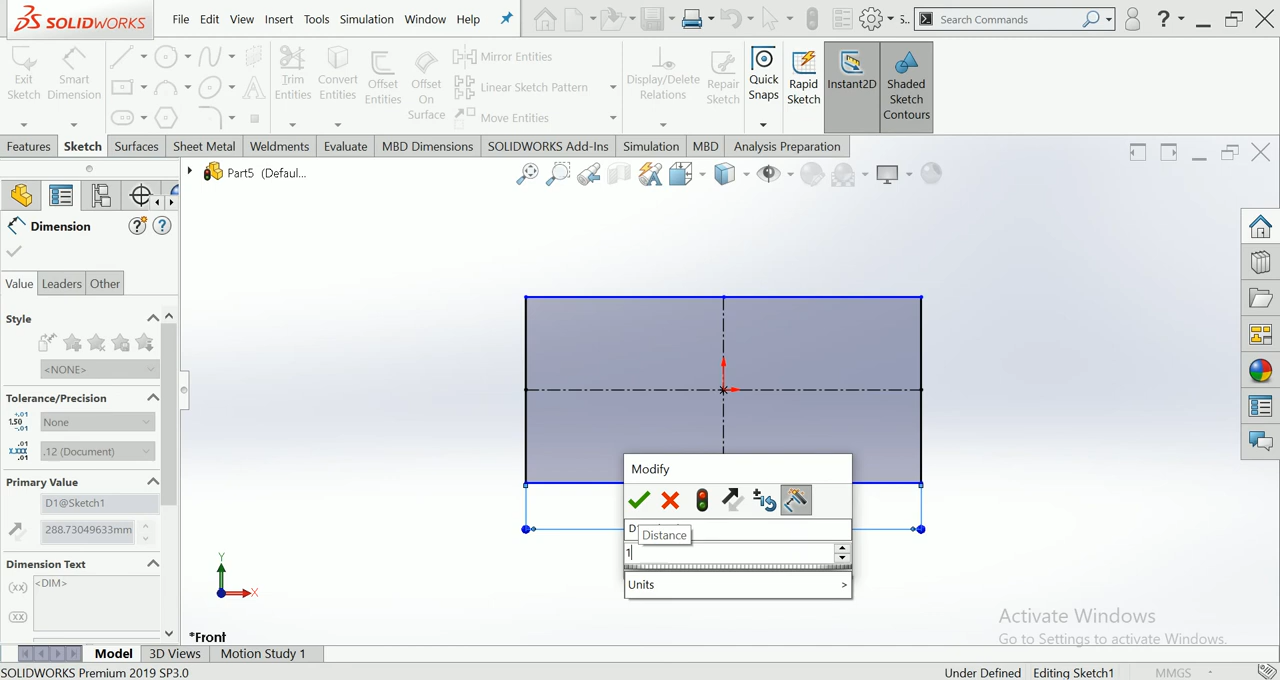 SOLIDWORKS
File Edit View Insert Tools Simulation Window Help
S..
Search Commands
Exit Sketch
Smart Dimension
Trim Entities
Convert Entities
Offset Entities
Offset On Surface
Mirror Entities
Linear Sketch Pattern
Move Entities
Display/Delete Relations
Repair Sketch
Quick Snaps
Rapid Sketch
Instant2D
Shaded Sketch Contours
Features Sketch Surfaces Sheet Metal Weldments Evaluate MBD Dimensions SOLIDWORKS Add-Ins Simulation MBD Analysis Preparation
Part5 (Defaul...
Dimension
Value Leaders Other
Style
<NONE>
Tolerance/Precision
None
.12 (Document)
Primary Value
D1@Sketch1
288.73049633mm
Dimension Text
<DIM>
Modify
D
Distance
1
Units >
Y
X
*Front
Activate Windows
Go to Settings to activate Windows.
Model 3D Views Motion Study 1
SOLIDWORKS Premium 2019 SP3.0
Under Defined Editing Sketch1 MMGS